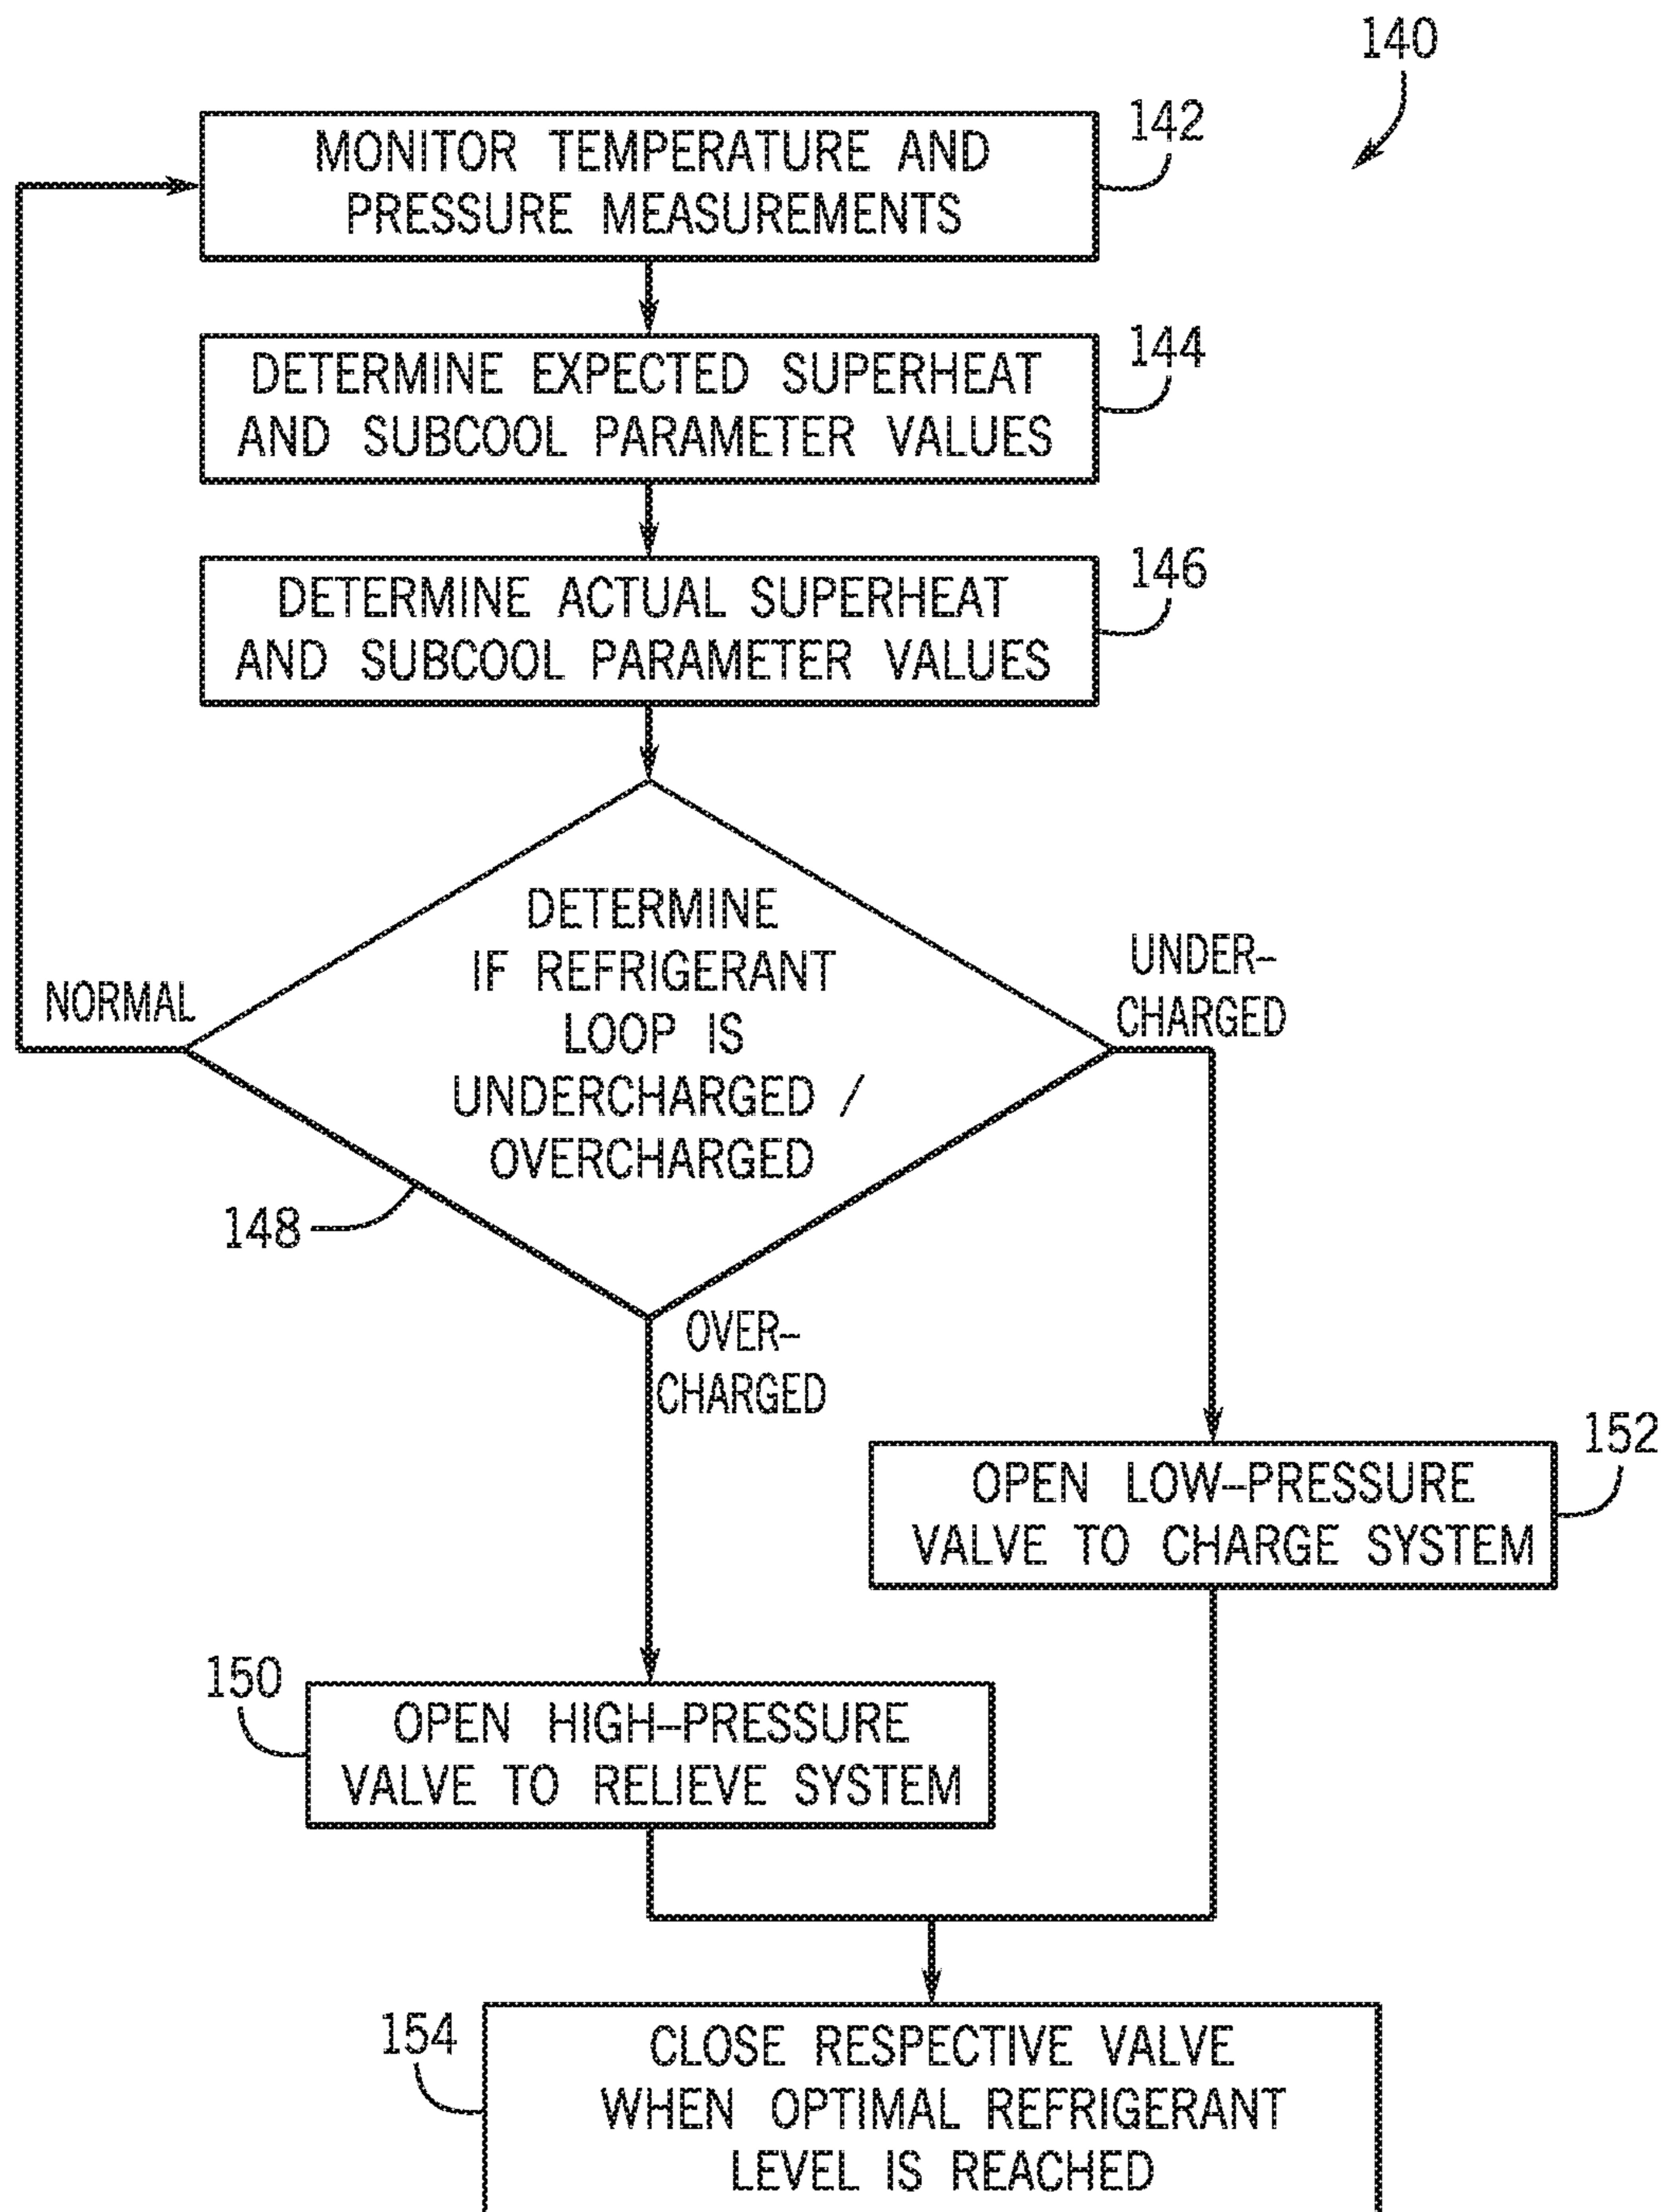 140
MONITOR TEMPERATURE AND
PRESSURE MEASUREMENTS
142
DETERMINE EXPECTED SUPERHEAT
AND SUBCOOL PARAMETER VALUES
144
DETERMINE ACTUAL SUPERHEAT
AND SUBCOOL PARAMETER VALUES
146
DETERMINE
IF REFRIGERANT
LOOP IS
UNDERCHARGED /
OVERCHARGED
148
NORMAL
UNDER-
CHARGED
OVER-
CHARGED
OPEN LOW-PRESSURE
VALVE TO CHARGE SYSTEM
152
150
OPEN HIGH-PRESSURE
VALVE TO RELIEVE SYSTEM
154
CLOSE RESPECTIVE VALVE
WHEN OPTIMAL REFRIGERANT
LEVEL IS REACHED